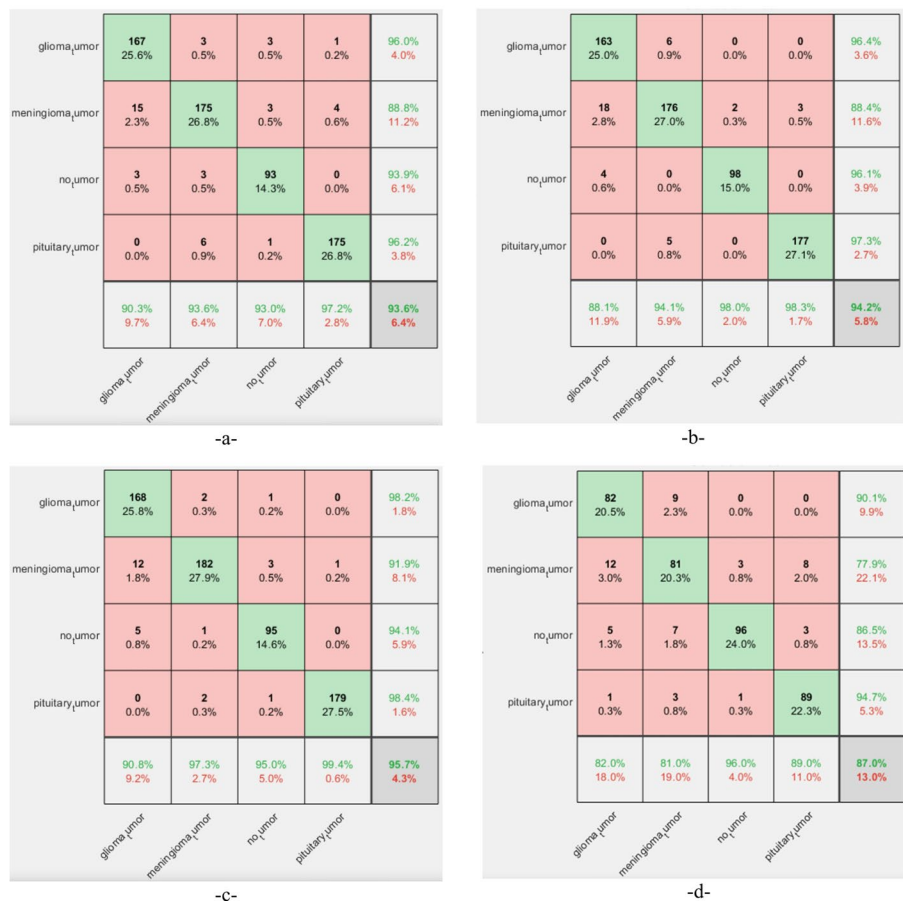 glioma_tumor 167 3 3 1 96.0%
25.6% 0.5% 0.5% 0.2% 4.0%
meningioma_tumor 15 175 3 4 88.8%
2.3% 26.8% 0.5% 0.6% 11.2%
no_tumor 3 3 93 0 93.9%
0.5% 0.5% 14.3% 0.0% 6.1%
pituitary_tumor 0 6 1 175 96.2%
0.0% 0.9% 0.2% 26.8% 3.8%
90.3% 93.6% 93.0% 97.2% 93.6%
9.7% 6.4% 7.0% 2.8% 6.4%
glioma_tumor meningioma_tumor no_tumor pituitary_tumor
-a-
glioma_tumor 163 6 0 0 96.4%
25.0% 0.9% 0.0% 0.0% 3.6%
meningioma_tumor 18 176 2 3 88.4%
2.8% 27.0% 0.3% 0.5% 11.6%
no_tumor 4 0 98 0 96.1%
0.6% 0.0% 15.0% 0.0% 3.9%
pituitary_tumor 0 5 0 177 97.3%
0.0% 0.8% 0.0% 27.1% 2.7%
88.1% 94.1% 98.0% 98.3% 94.2%
11.9% 5.9% 2.0% 1.7% 5.8%
glioma_tumor meningioma_tumor no_tumor pituitary_tumor
-b-
glioma_tumor 168 2 1 0 98.2%
25.8% 0.3% 0.2% 0.0% 1.8%
meningioma_tumor 12 182 3 1 91.9%
1.8% 27.9% 0.5% 0.2% 8.1%
no_tumor 5 1 95 0 94.1%
0.8% 0.2% 14.6% 0.0% 5.9%
pituitary_tumor 0 2 1 179 98.4%
0.0% 0.3% 0.2% 27.5% 1.6%
90.8% 97.3% 95.0% 99.4% 95.7%
9.2% 2.7% 5.0% 0.6% 4.3%
glioma_tumor meningioma_tumor no_tumor pituitary_tumor
-c-
glioma_tumor 82 9 0 0 90.1%
20.5% 2.3% 0.0% 0.0% 9.9%
meningioma_tumor 12 81 3 8 77.9%
3.0% 20.3% 0.8% 2.0% 22.1%
no_tumor 5 7 96 3 86.5%
1.3% 1.8% 24.0% 0.8% 13.5%
pituitary_tumor 1 3 1 89 94.7%
0.3% 0.8% 0.3% 22.3% 5.3%
82.0% 81.0% 96.0% 89.0% 87.0%
18.0% 19.0% 4.0% 11.0% 13.0%
glioma_tumor meningioma_tumor no_tumor pituitary_tumor
-d-